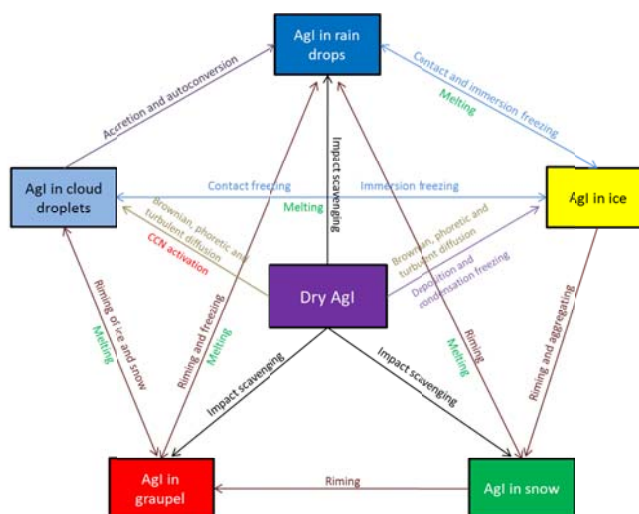 AgI in rain
drops
Accretion and autoconversion
Contact and immersion freezing
Melting
Impact scavenging
AgI in cloud
droplets
Contact freezing
Immersion freezing
Melting
AgI in ice
Brownian, phoretic and
turbulent diffusion
CCN activation
Brownian, phoretic and
turbulent diffusion
Deposition and
condensation freezing
Dry AgI
Riming of ice and snow
Melting
Riming and freezing
Melting
Riming
Melting
Riming and aggregating
Impact scavenging
Impact scavenging
AgI in
graupel
Riming
AgI in snow